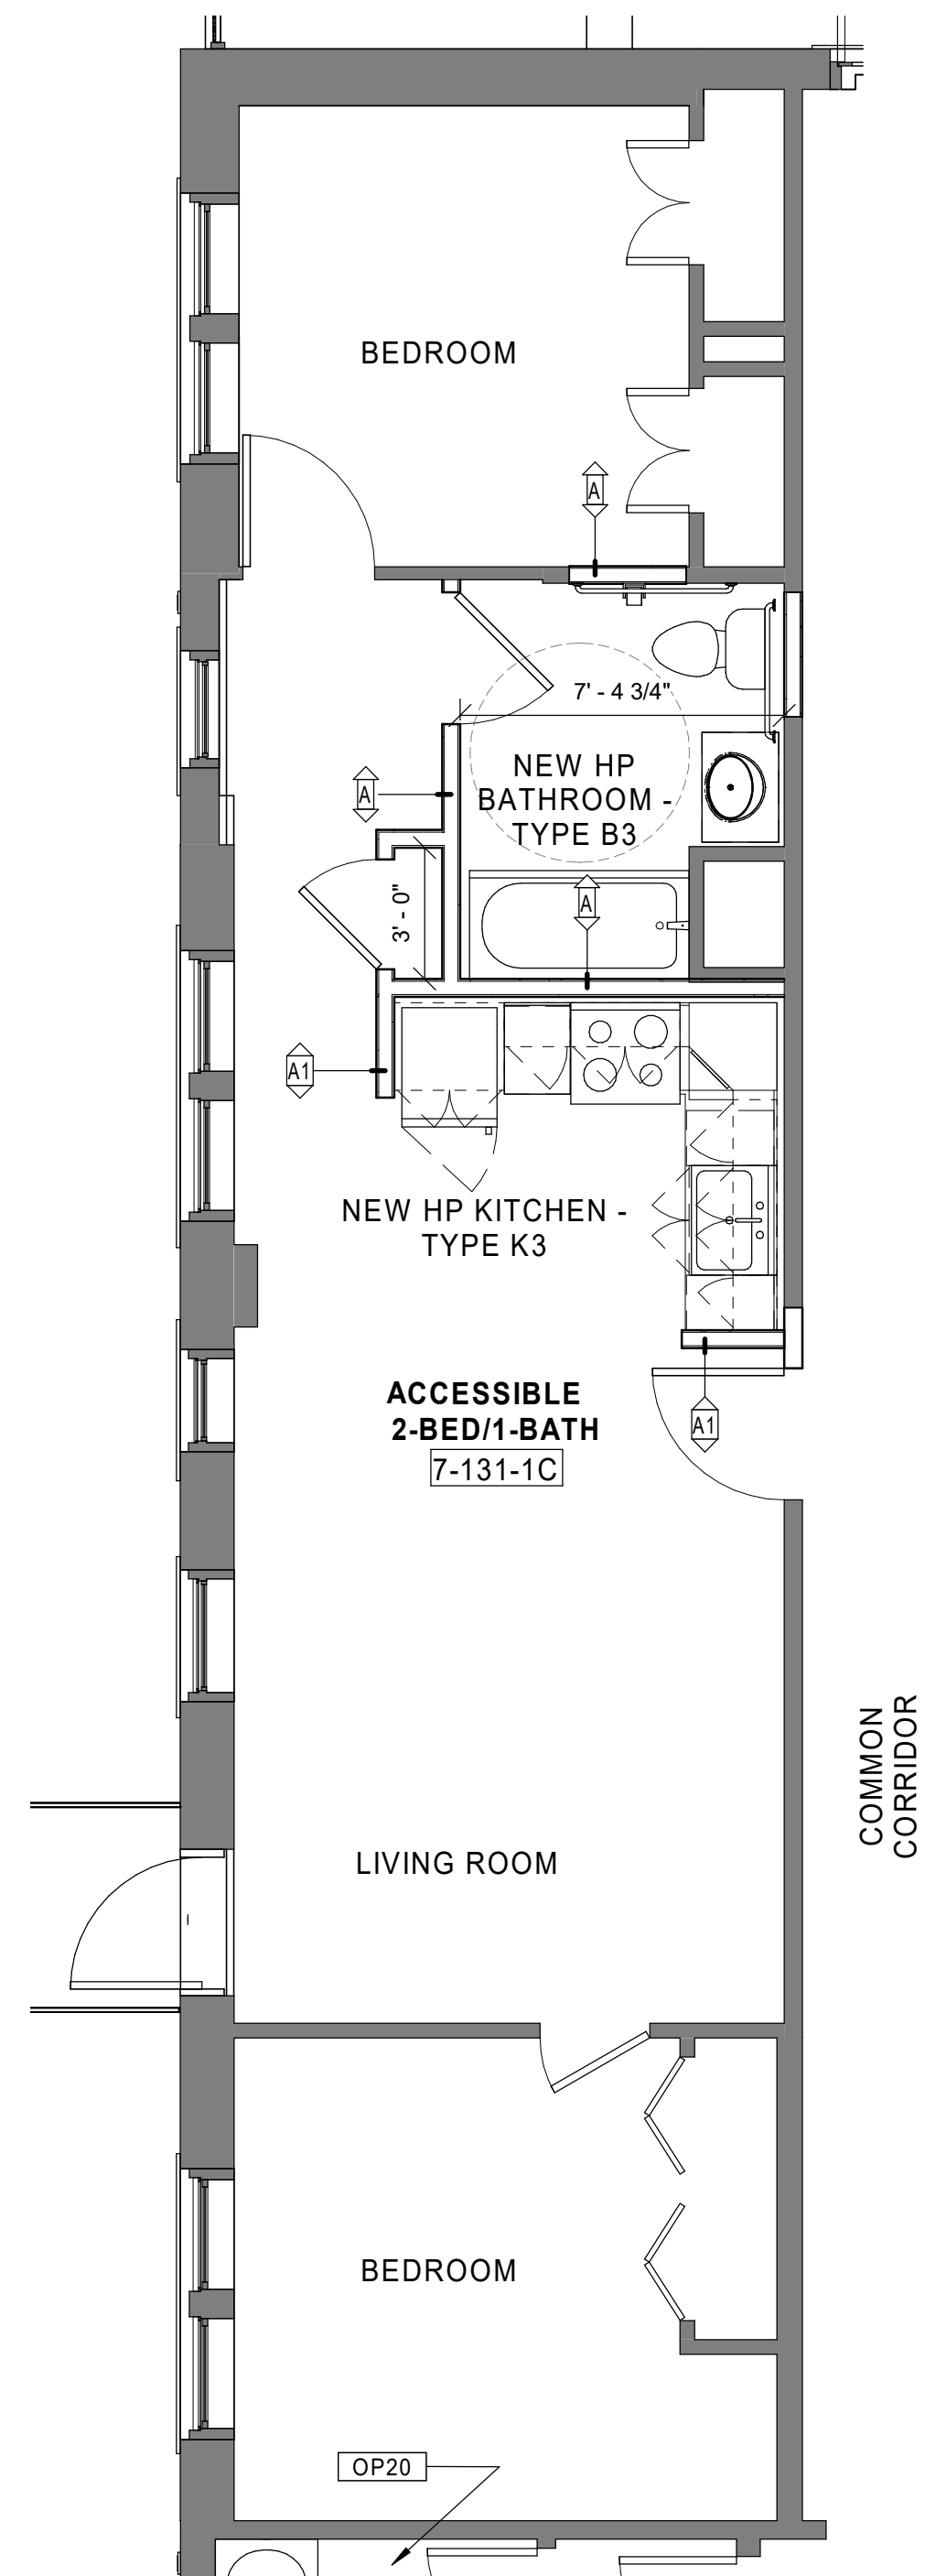 BEDROOM
A
7' - 4 3/4"
NEW HP
BATHROOM -
TYPE B3
A
A
3' - 0"
A1
NEW HP KITCHEN -
TYPE K3
ACCESSIBLE
2-BED/1-BATH
7-131-1C
A1
COMMON
CORRIDOR
LIVING ROOM
BEDROOM
OP20